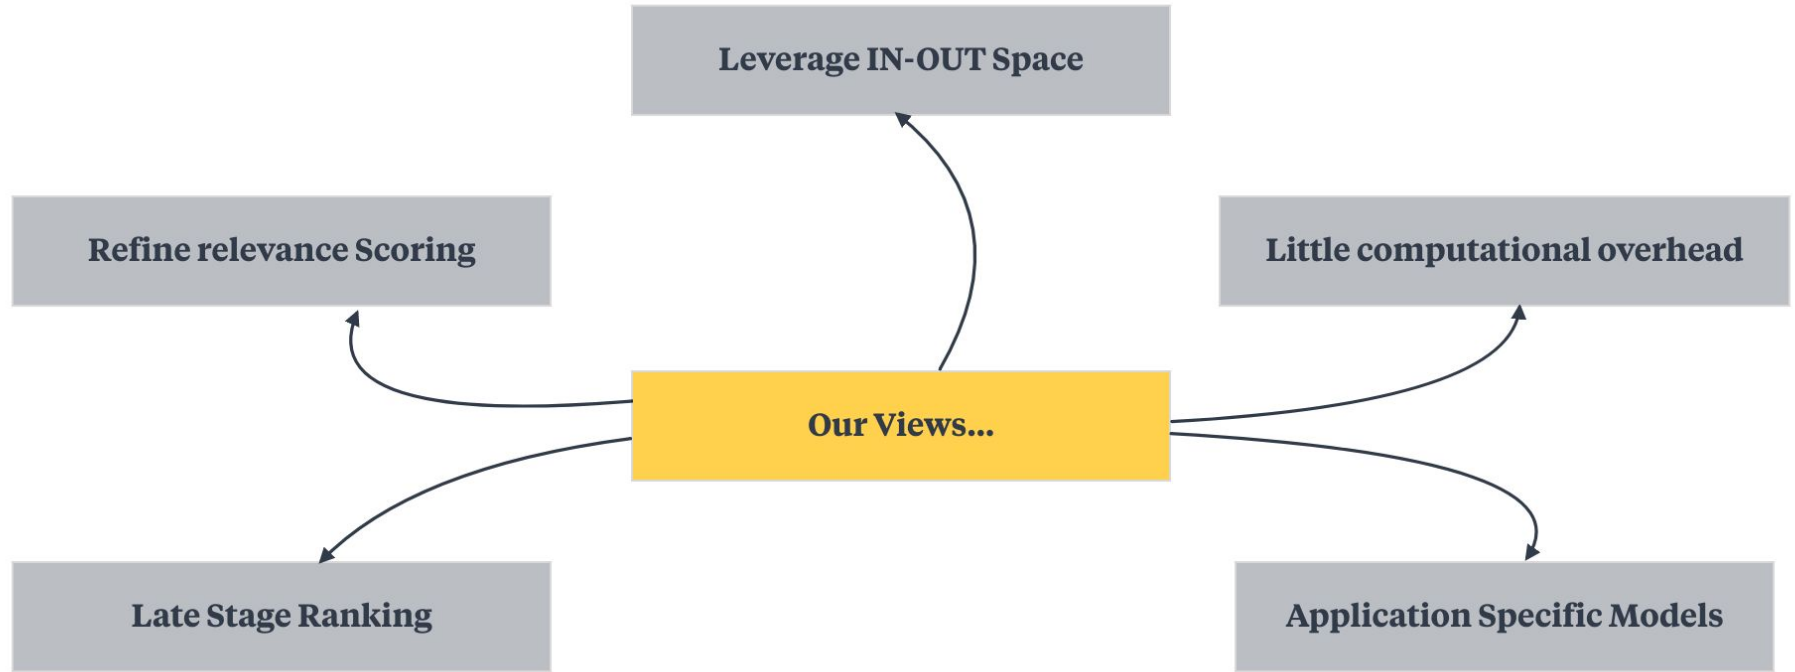 Leverage IN-OUT Space
Refine relevance Scoring
Little computational overhead
Our Views...
Late Stage Ranking
Application Specific Models